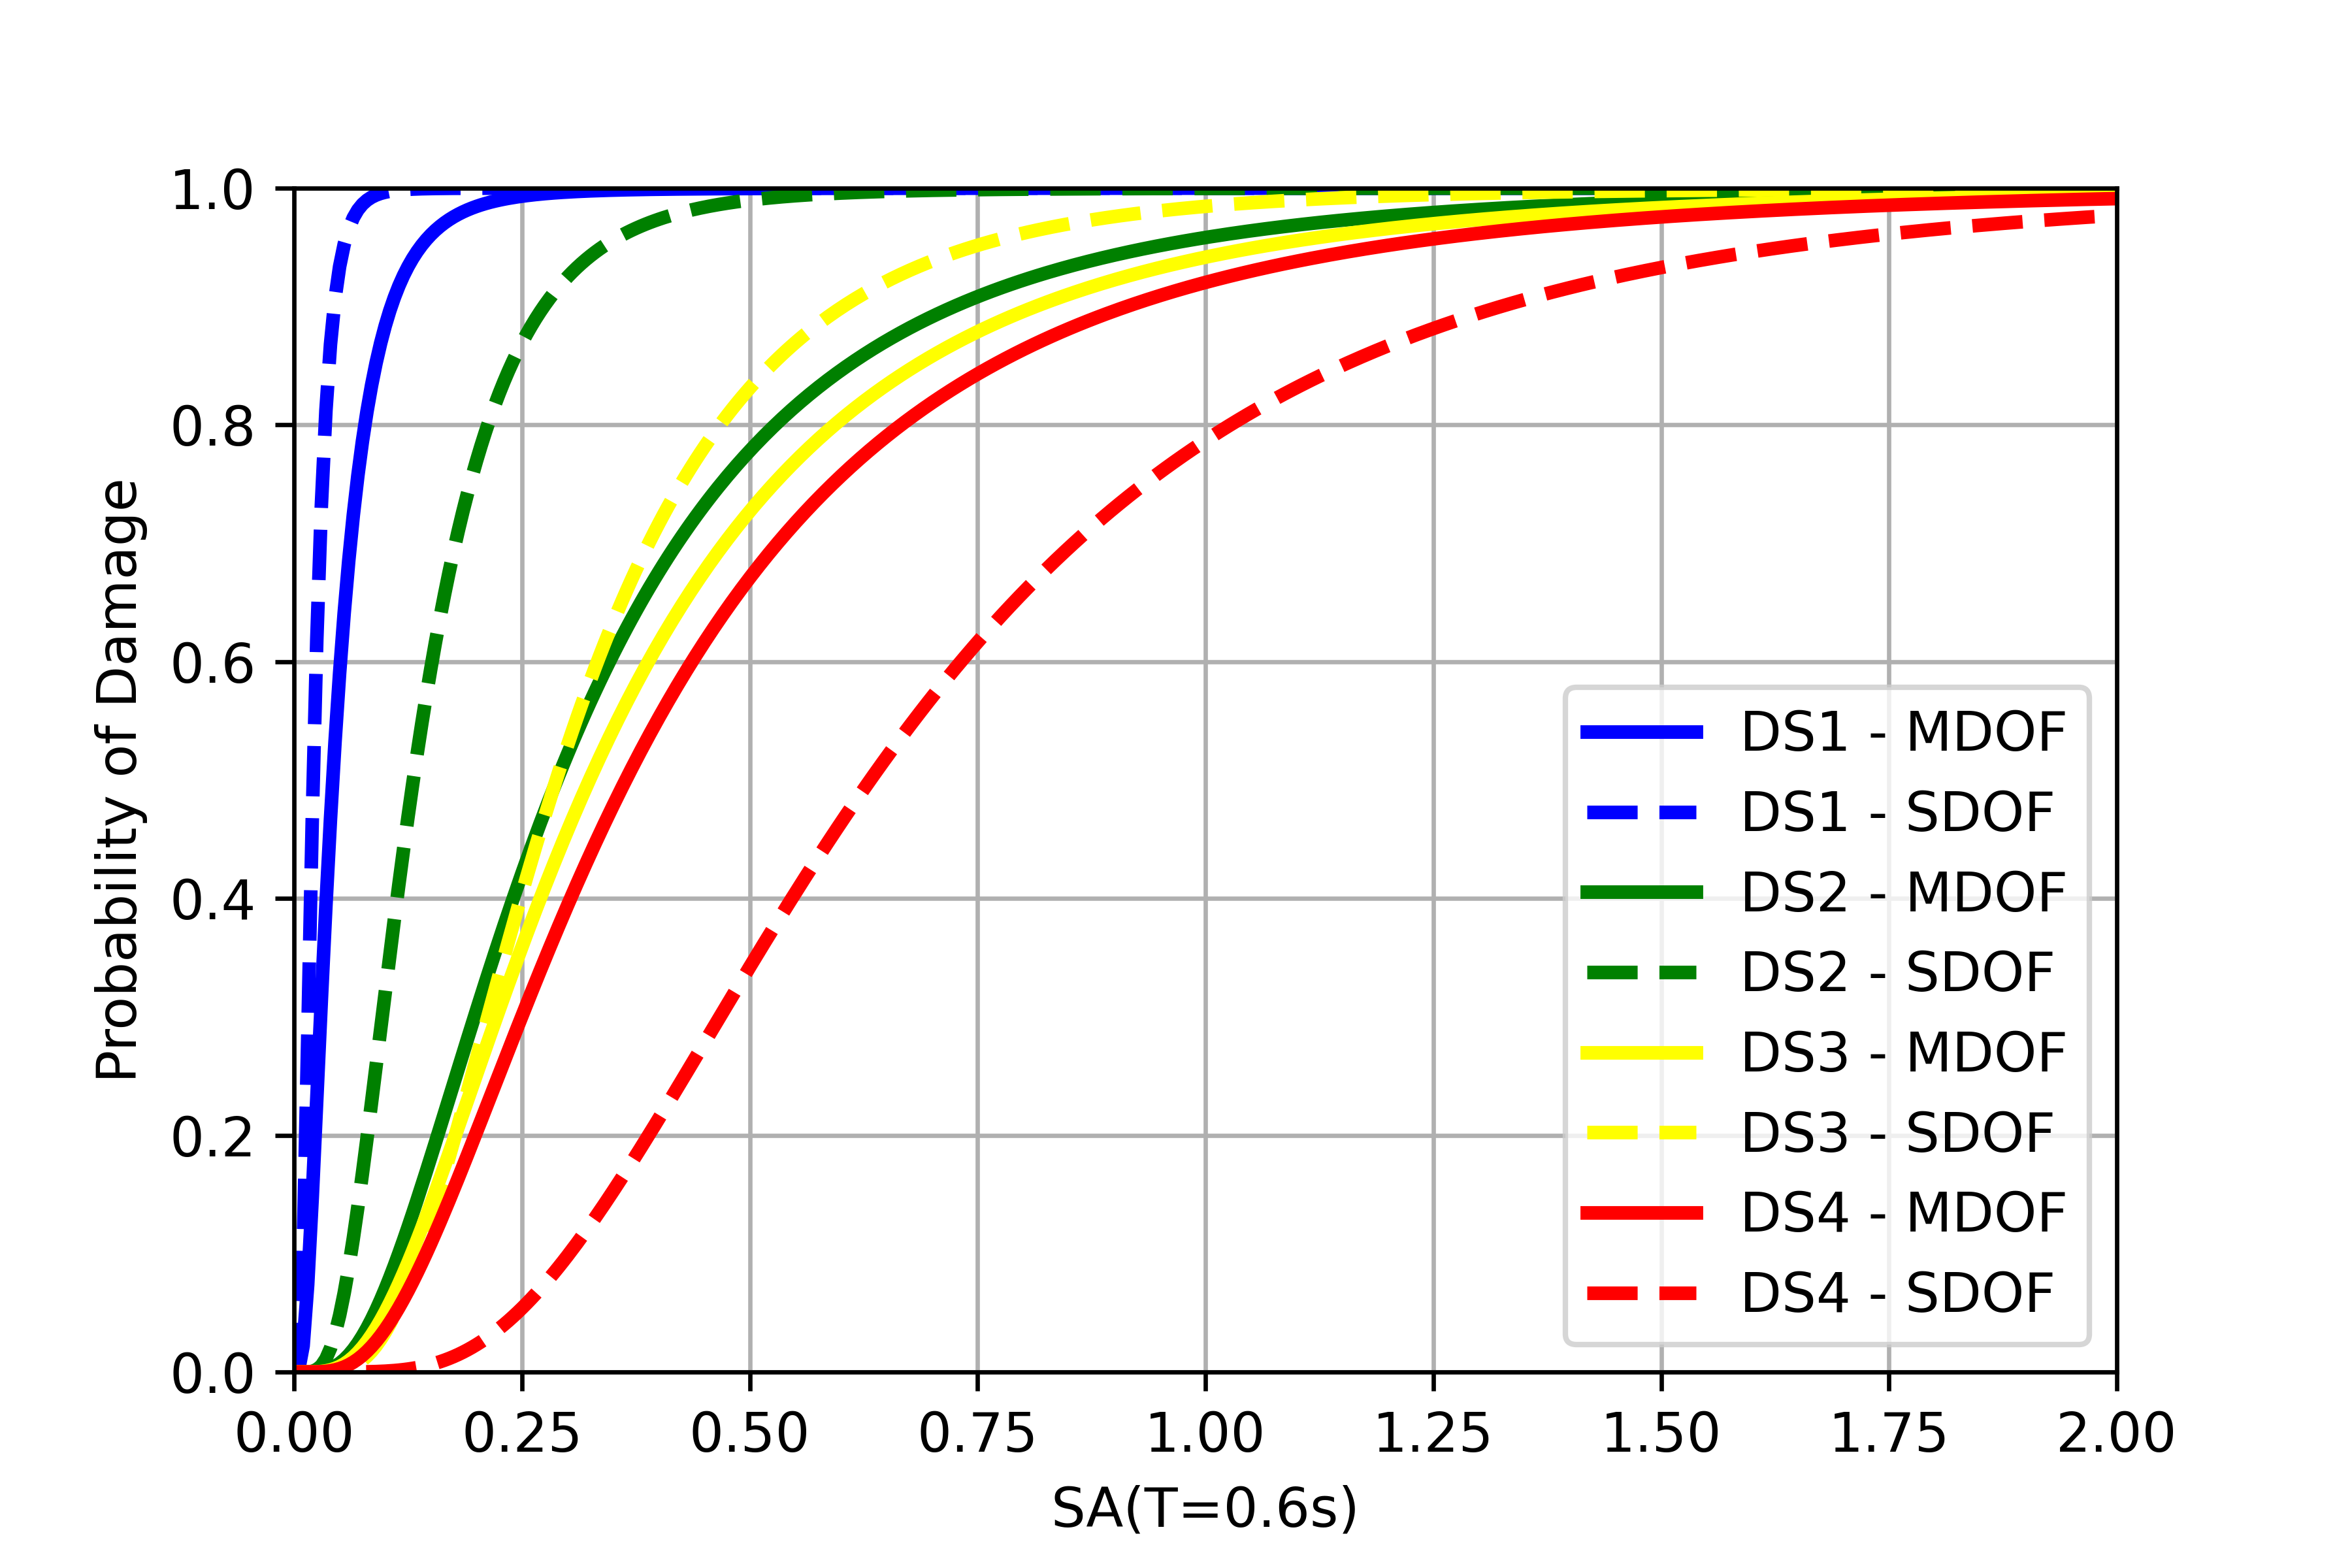 1.0
0.8
0.6
0.4
0.2
0.0
Probability of Damage
DS1 - MDOF
DS1 - SDOF
DS2 - MDOF
DS2 - SDOF
DS3 - MDOF
DS3 - SDOF
DS4 - MDOF
DS4 - SDOF
0.00 0.25 0.50 0.75 1.00 1.25 1.50 1.75 2.00
SA(T=0.6s)